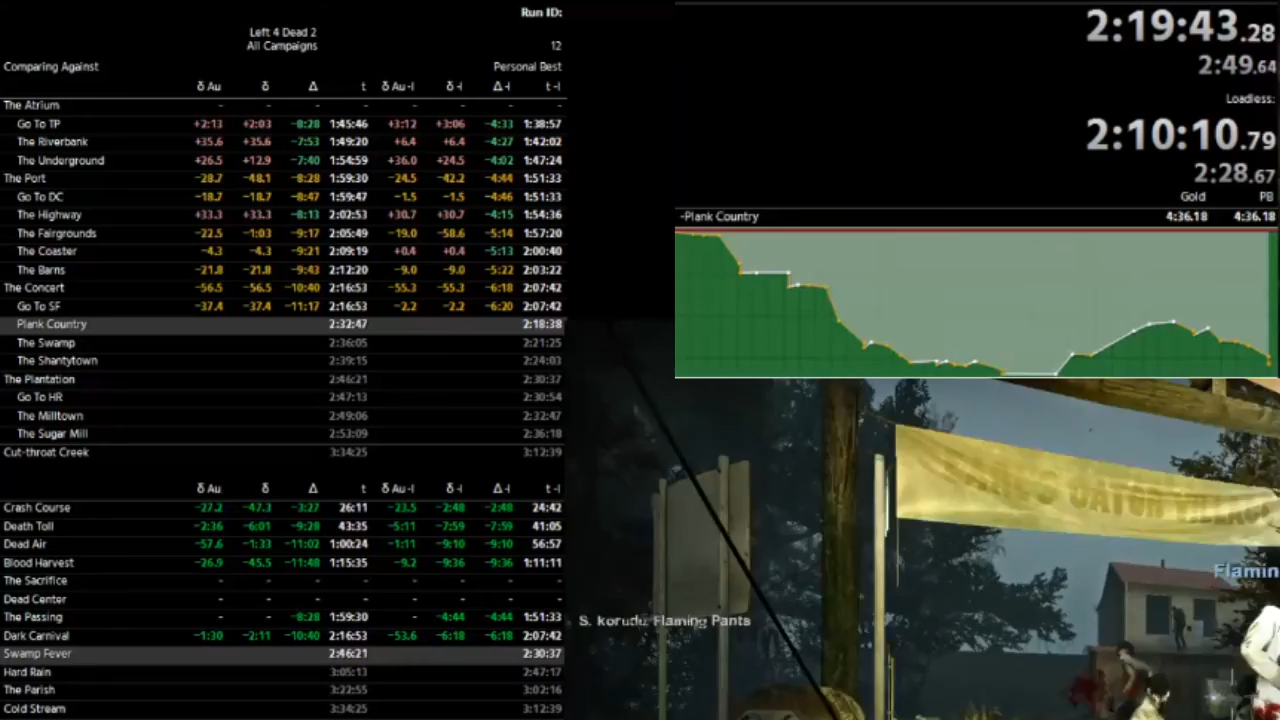 Run ID:
Left 4 Dead 2
All Campaigns 12
Comparing Against Personal Best
δ Au δ Δ t δ Au-l δ-l Δ-l t-l
The Atrium - - - - - - - -
Go To TP +2:13 +2:03 −8:28 1:45:46 +3:12 +3:06 −4:33 1:38:57
The Riverbank +35.6 +35.6 −7:53 1:49:20 +6.4 +6.4 −4:27 1:42:02
The Underground +26.5 +12.9 −7:40 1:54:59 +36.0 +24.5 −4:02 1:47:24
The Port −28.7 −48.1 −8:28 1:59:30 −24.5 −42.2 −4:44 1:51:33
Go To DC −18.7 −18.7 −8:47 1:59:47 −1.5 −1.5 −4:46 1:51:33
The Highway +33.3 +33.3 −8:13 2:02:53 +30.7 +30.7 −4:15 1:54:36
The Fairgrounds −22.5 −1:03 −9:17 2:05:49 −19.0 −58.6 −5:14 1:57:20
The Coaster −4.3 −4.3 −9:21 2:09:19 +0.4 +0.4 −5:13 2:00:40
The Barns −21.8 −21.8 −9:43 2:12:20 −9.0 −9.0 −5:22 2:03:22
The Concert −56.5 −56.5 −10:40 2:16:53 −55.3 −55.3 −6:18 2:07:42
Go To SF −37.4 −37.4 −11:17 2:16:53 −2.2 −2.2 −6:20 2:07:42
Plank Country 2:32:47 2:18:38
The Swamp 2:36:05 2:21:25
The Shantytown 2:39:15 2:24:03
The Plantation 2:46:21 2:30:37
Go To HR 2:47:13 2:30:54
The Milltown 2:49:06 2:32:47
The Sugar Mill 2:53:09 2:36:18
Cut-throat Creek 3:34:25 3:12:39
δ Au δ Δ t δ Au-l δ-l Δ-l t-l
Crash Course −27.2 −47.3 −3:27 26:11 −23.5 −2:48 −2:48 24:42
Death Toll −2:36 −6:01 −9:28 43:35 −5:11 −7:59 −7:59 41:05
Dead Air −57.6 −1:33 −11:02 1:00:24 −1:11 −9:10 −9:10 56:57
Blood Harvest −26.9 −45.5 −11:48 1:15:35 −9.2 −9:36 −9:36 1:11:11
The Sacrifice - - - - - - - -
Dead Center - - - - - - - -
The Passing - - −8:28 1:59:30 - −4:44 −4:44 1:51:33
Dark Carnival −1:30 −2:11 −10:40 2:16:53 −53.6 −6:18 −6:18 2:07:42
Swamp Fever 2:46:21 2:30:37
Hard Rain 3:05:13 2:47:17
The Parish 3:22:55 3:02:16
Cold Stream 3:34:25 3:12:39
2:19:43.28
2:49.64
Loadless:
2:10:10.79
2:28.67
Gold PB
-Plank Country 4:36.18 4:36.18
Flamin
S. korudu: Flaming Pants